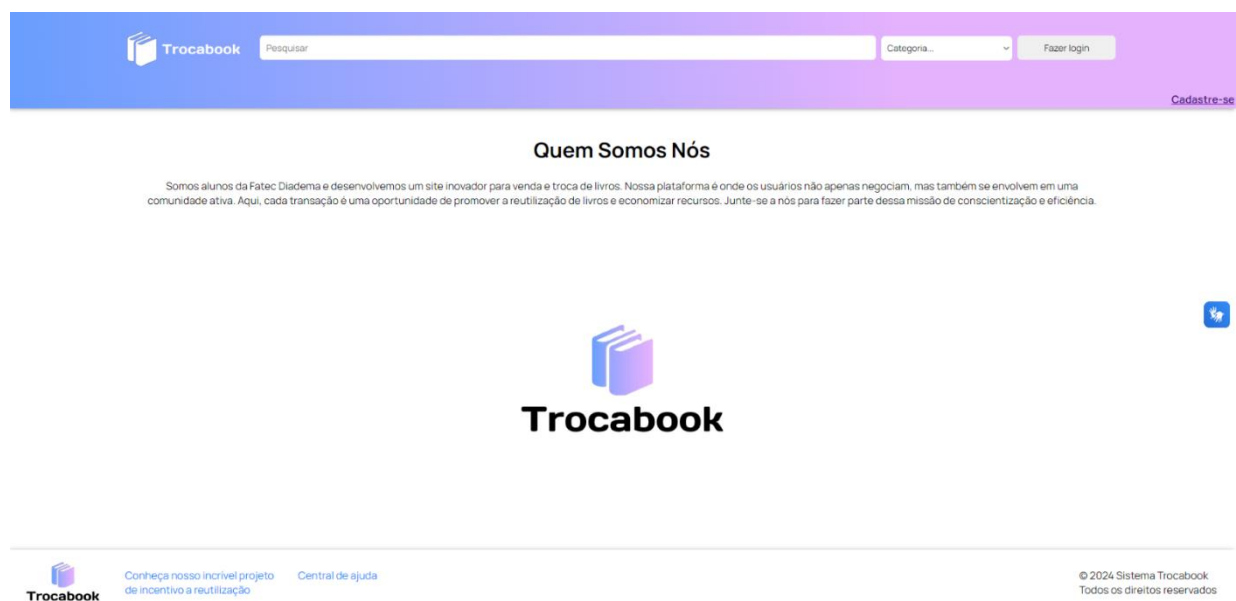 Trocabook
Pesquisar
Categoria...
Fazer login
Cadastre-se
Quem Somos Nós
Somos alunos da Fatec Diadema e desenvolvemos um site inovador para venda e troca de livros. Nossa plataforma é onde os usuários não apenas negociam, mas também se envolvem em uma
comunidade ativa. Aqui, cada transação é uma oportunidade de promover a reutilização de livros e economizar recursos. Junte-se a nós para fazer parte dessa missão de conscientização e eficiência.
Trocabook
Trocabook
Conheça nosso incrível projeto
de incentivo a reutilização
Central de ajuda
© 2024 Sistema Trocabook
Todos os direitos reservados